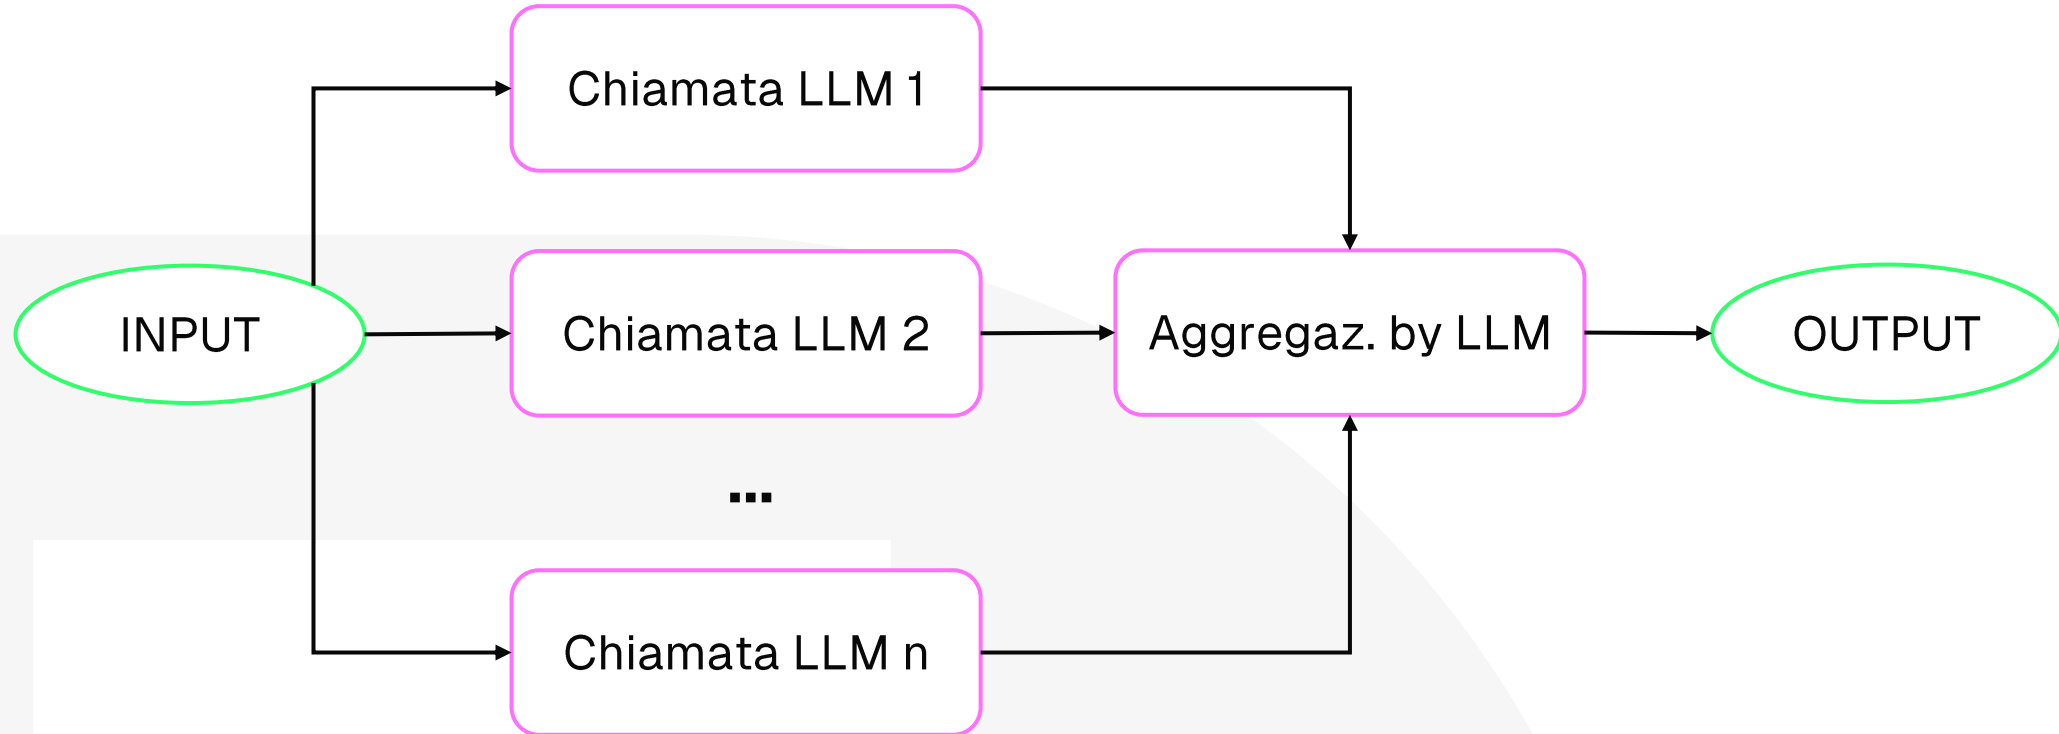 Chiamata LLM 1
INPUT
Chiamata LLM 2
Aggregaz. by LLM
OUTPUT
...
Chiamata LLM n